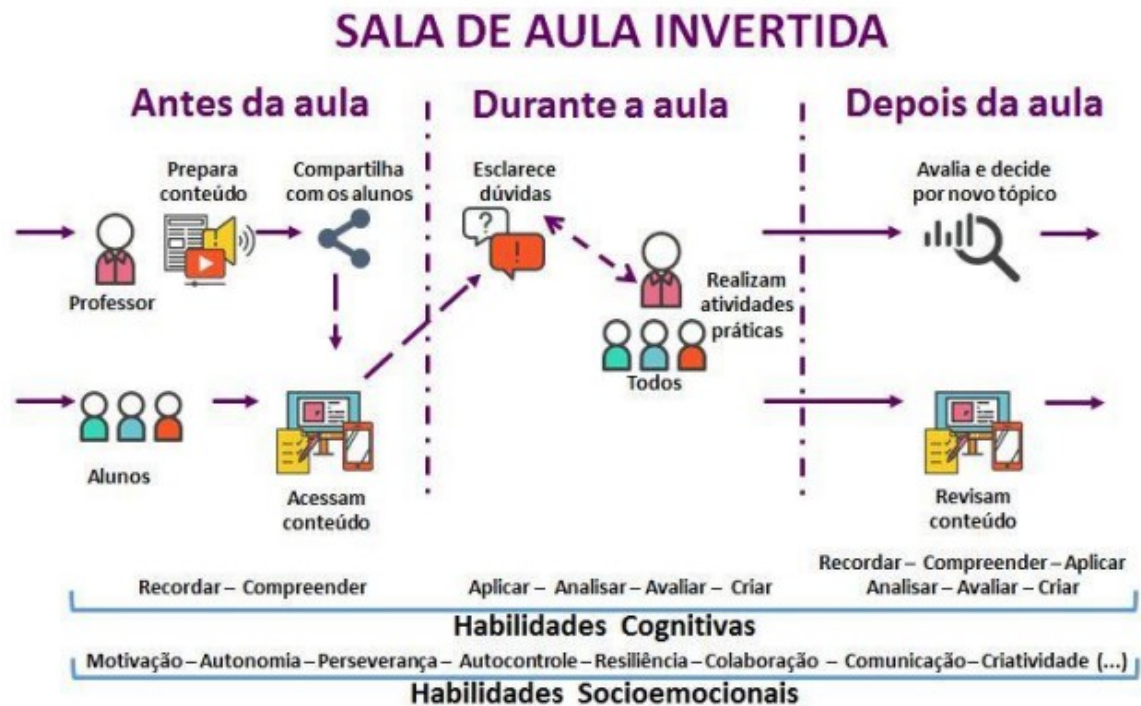 SALA DE AULA INVERTIDA
Antes da aula
Durante a aula
Depois da aula
Prepara
conteúdo
Compartilha
com os alunos
Esclarece
dúvidas
Avalia e decide
por novo tópico
Professor
Realizam
atividades
práticas
Todos
Alunos
Acessam
conteúdo
Revisam
conteúdo
Recordar – Compreender
Aplicar – Analisar – Avaliar – Criar
Recordar – Compreender – Aplicar
Analisar – Avaliar – Criar
Habilidades Cognitivas
Motivação – Autonomia – Perseverança – Autocontrole – Resiliência – Colaboração – Comunicação – Criatividade (...)
Habilidades Socioemocionais